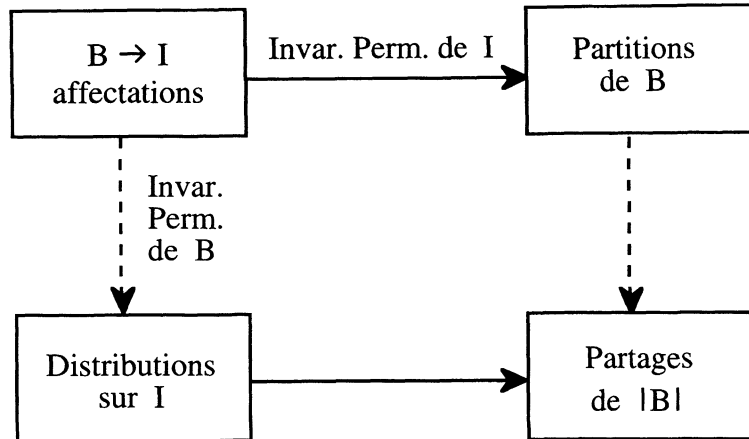 B → I
affectations
Invar. Perm. de I
Partitions
de B
Invar.
Perm.
de B
Distributions
sur I
Partages
de |B|